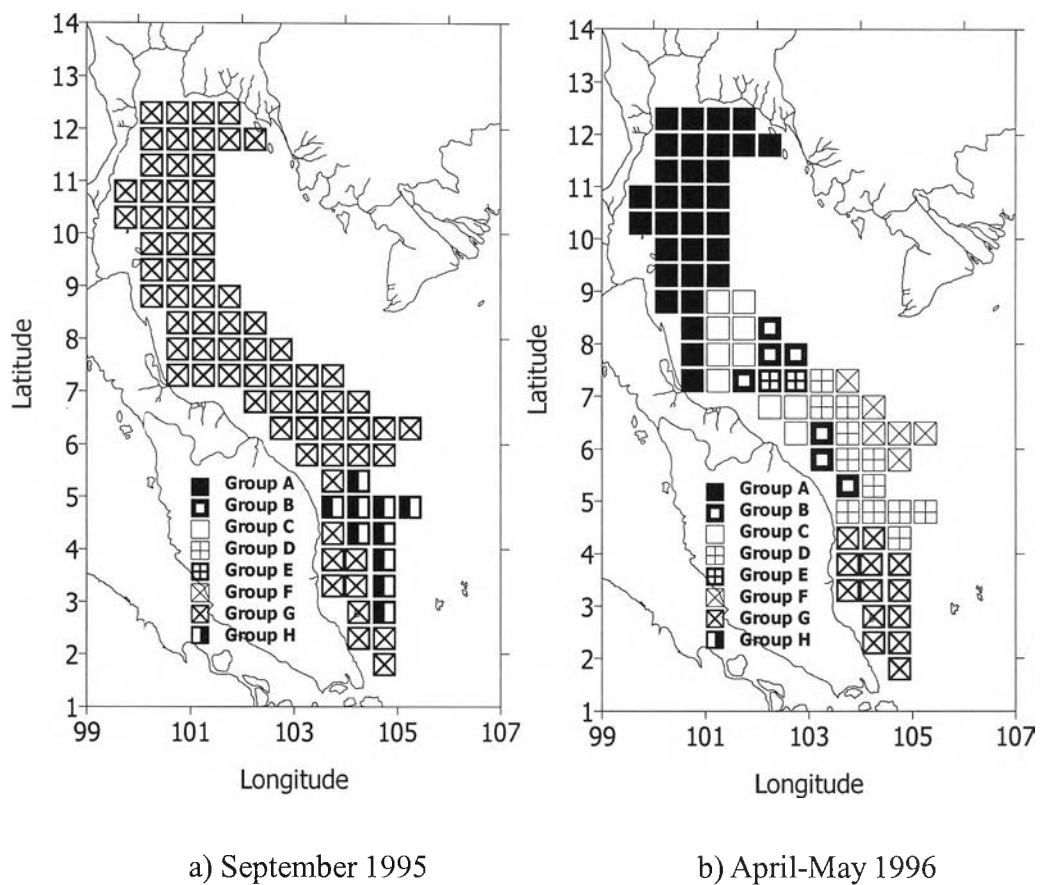 14
13
12
11
10
9
8
7
6
5
4
3
2
1
Latitude
Group A
Group B
Group C
Group D
Group E
Group F
Group G
Group H
99 101 103 105 107
Longitude
a) September 1995
14
13
12
11
10
9
8
7
6
5
4
3
2
1
Latitude
Group A
Group B
Group C
Group D
Group E
Group F
Group G
Group H
99 101 103 105 107
Longitude
b) April-May 1996